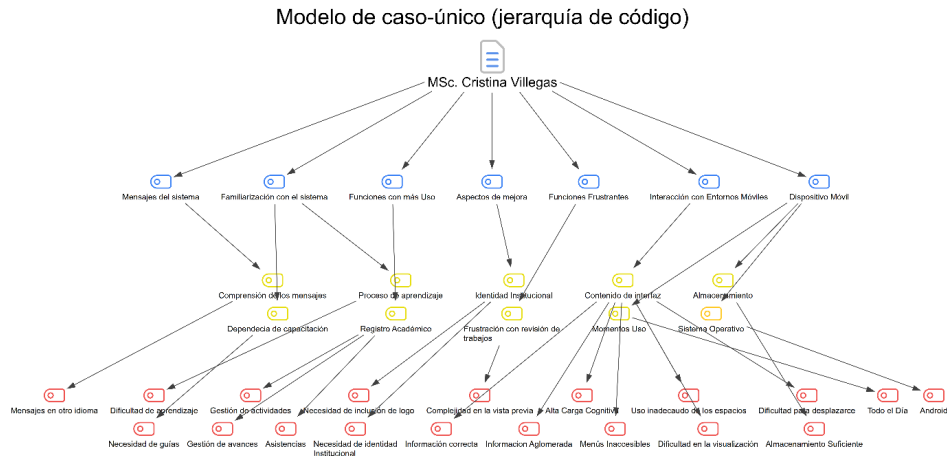 Modelo de caso-único (jerarquía de código)
MSc. Cristina Villegas
Mensajes del sistema
Familiarización con el sistema
Funciones con más Uso
Aspectos de mejora
Funciones Frustrantes
Interacción con Entornos Móviles
Dispositivo Móvil
Comprensión de los mensajes
Proceso de aprendizaje
Identidad Institucional
Contenido de interfaz
Almacenamiento
Dependecia de capacitación
Registro Académico
Frustración con revisión de
trabajos
Momentos Uso
Sistema Operativo
Mensajes en otro idioma
Dificultad de aprendizaje
Gestión de actividades
Necesidad de inclusión de logo
Complejidad en la vista previa
Alta Carga Cognitiva
Uso inadecaudo de los espacios
Dificultad para desplazarce
Todo el Día
Android
Necesidad de guías
Gestión de avances
Asistencias
Necesidad de identidad
Institucional
Información correcta
Informacion Aglomerada
Menús Inaccesibles
Dificultad en la visualización
Almacenamiento Suficiente